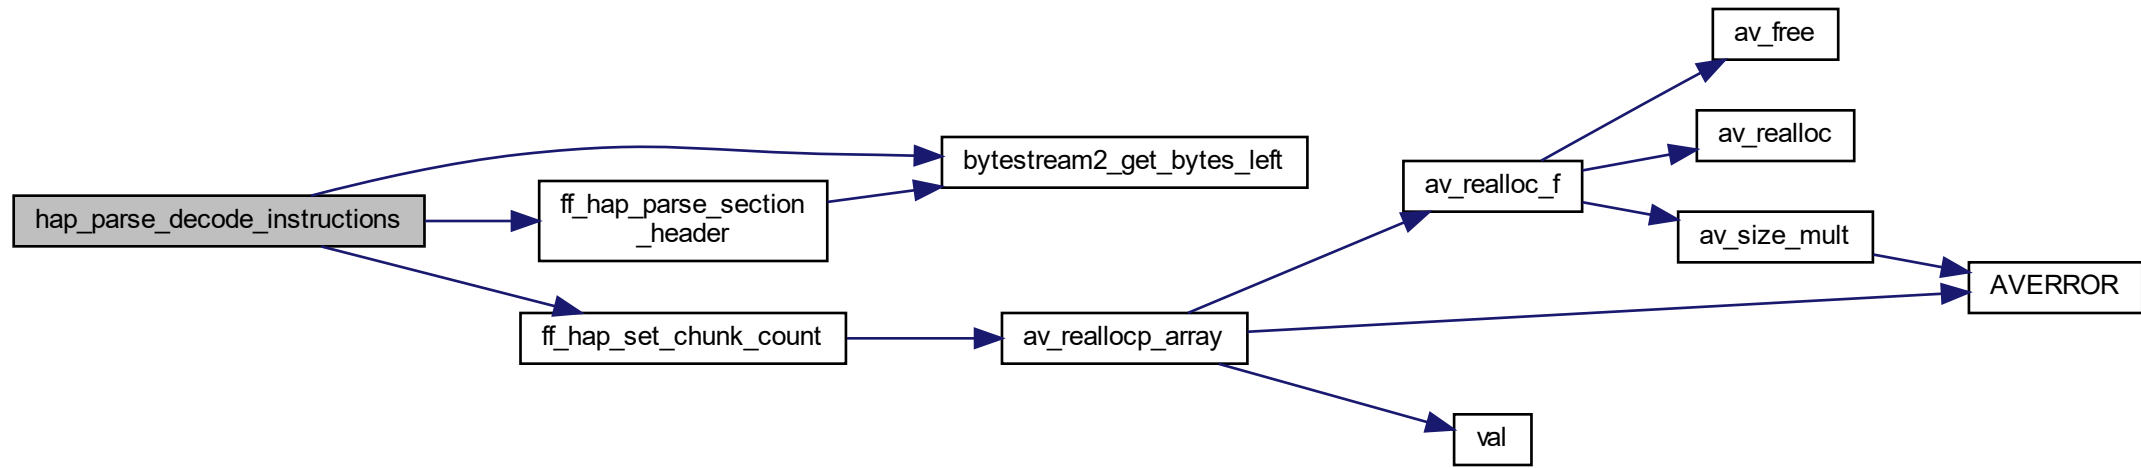 av_free
av_realloc
bytestream2_get_bytes_left
av_realloc_f
hap_parse_decode_instructions
ff_hap_parse_section
_header
av_size_mult
AVERROR
ff_hap_set_chunk_count
av_reallocp_array
val